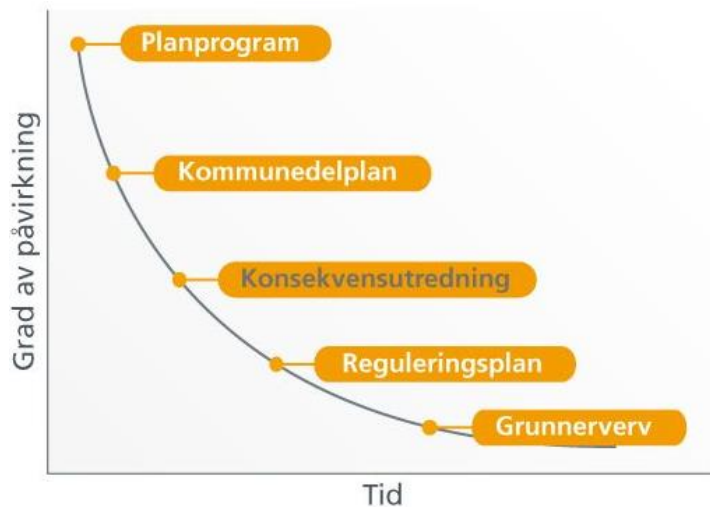 Planprogram
Kommunedelplan
Konsekvensutredning
Reguleringsplan
Grunnerverv
Grad av påvirkning
Tid